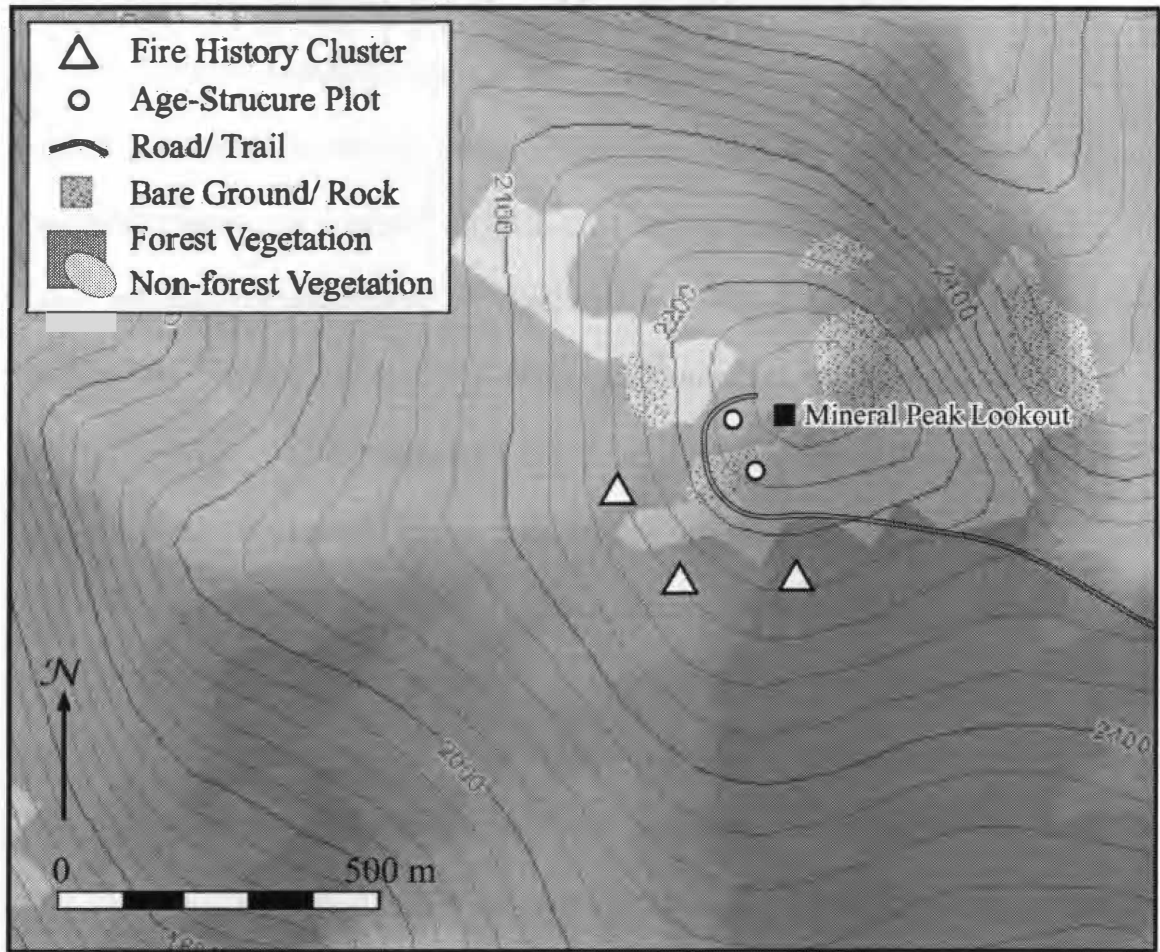 Fire History Cluster
Age-Strucure Plot
Road/ Trail
Bare Ground/ Rock
Forest Vegetation
Non-forest Vegetation
2100
2200
2100
Mineral Peak Lookout
N
2000
2100
0 500 m